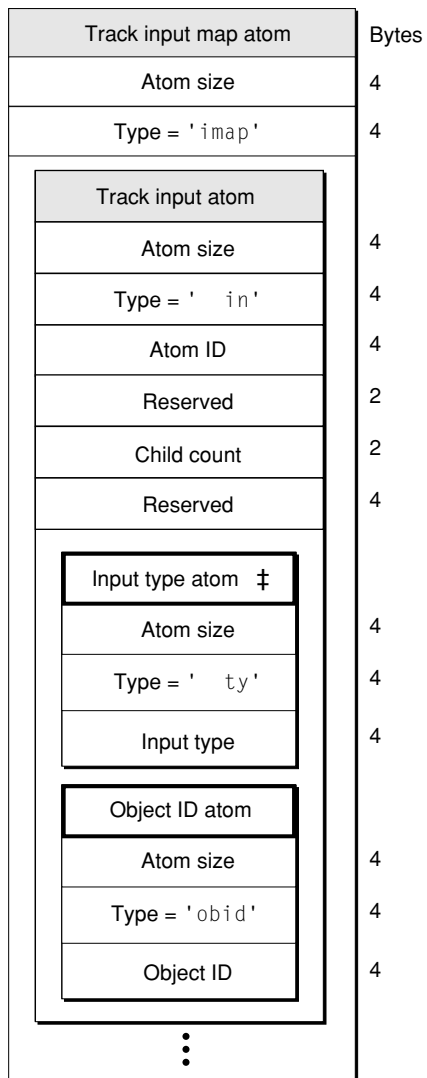 Track input map atom Bytes
Atom size 4
Type = 'imap' 4
Track input atom
Atom size 4
Type = '  in' 4
Atom ID 4
Reserved 2
Child count 2
Reserved 4
Input type atom ‡
Atom size 4
Type = '  ty' 4
Input type 4
Object ID atom
Atom size 4
Type = 'obid' 4
Object ID 4